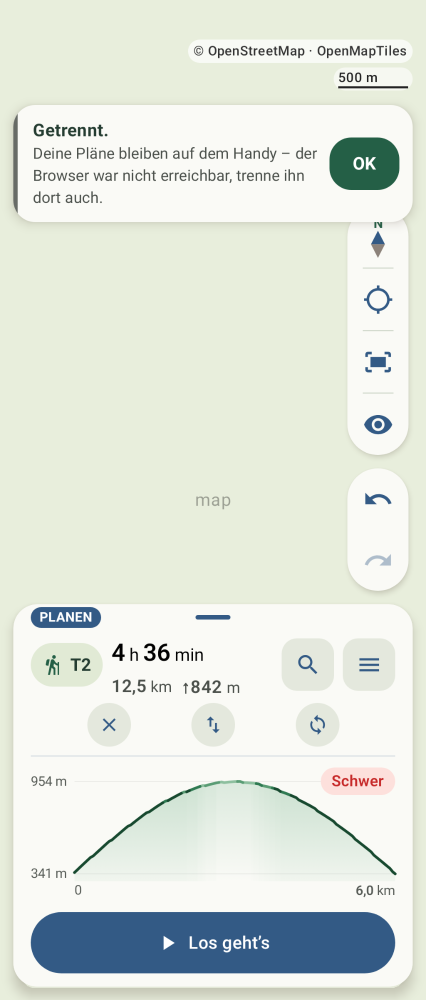 © OpenStreetMap · OpenMapTiles
500 m
Getrennt.
Deine Pläne bleiben auf dem Handy – der
Browser war nicht erreichbar, trenne ihn
dort auch.
OK
N
map
PLANEN
T2
4 h 36 min
12,5 km ↑842 m
954 m
Schwer
341 m
0
6,0 km
Los geht’s